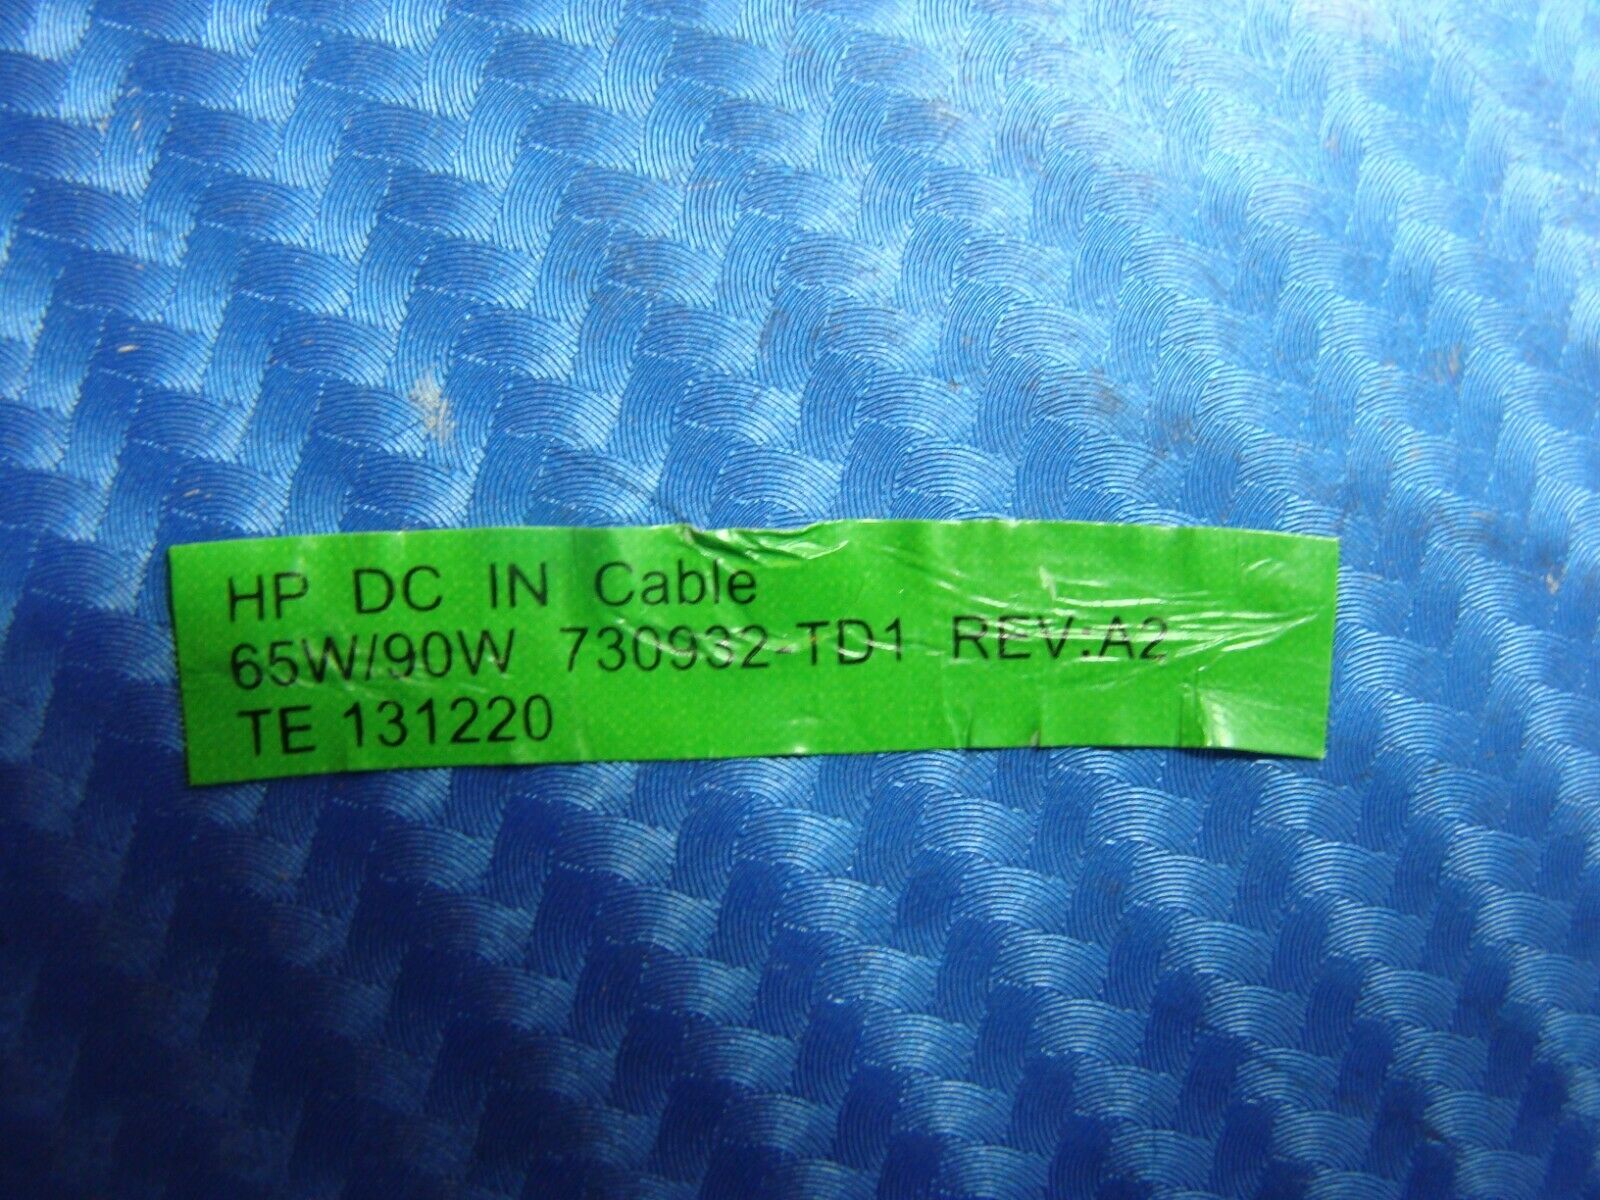 HP DC IN Cable
65W/90W 730932-TD1 REV:A2
TE 131220